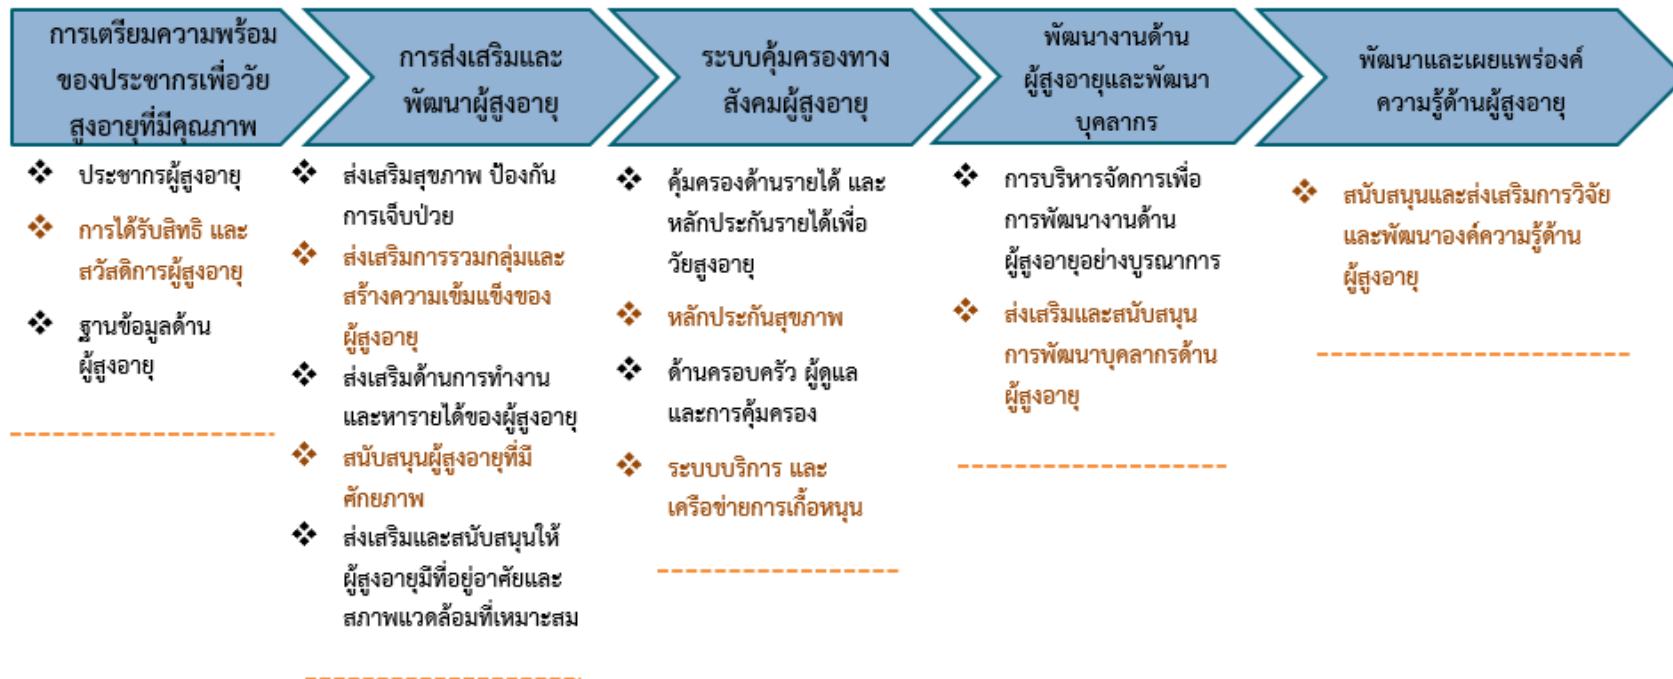 การเตรียมความพร้อม
ของประชากรเพื่อวัย
สูงอายุที่มีคุณภาพ
ประชากรผู้สูงอายุ
การได้รับสิทธิ และ
สวัสดิการผู้สูงอายุ
ฐานข้อมูลด้าน
ผู้สูงอายุ
การส่งเสริมและ
พัฒนาผู้สูงอายุ
ส่งเสริมสุขภาพ ป้องกัน
การเจ็บป่วย
ส่งเสริมการรวมกลุ่มและ
สร้างความเข้มแข็งของ
ผู้สูงอายุ
ส่งเสริมด้านการทำงาน
และหารายได้ของผู้สูงอายุ
สนับสนุนผู้สูงอายุที่มี
ศักยภาพ
ส่งเสริมและสนับสนุนให้
ผู้สูงอายุมีที่อยู่อาศัยและ
สภาพแวดล้อมที่เหมาะสม
ระบบคุ้มครองทาง
สังคมผู้สูงอายุ
คุ้มครองด้านรายได้ และ
หลักประกันรายได้เพื่อ
วัยสูงอายุ
หลักประกันสุขภาพ
ด้านครอบครัว ผู้ดูแล
และการคุ้มครอง
ระบบบริการ และ
เครือข่ายการเกื้อหนุน
พัฒนางานด้าน
ผู้สูงอายุและพัฒนา
บุคลากร
การบริหารจัดการเพื่อ
การพัฒนางานด้าน
ผู้สูงอายุอย่างบูรณาการ
ส่งเสริมและสนับสนุน
การพัฒนาบุคลากรด้าน
ผู้สูงอายุ
พัฒนาและเผยแพร่องค์
ความรู้ด้านผู้สูงอายุ
สนับสนุนและส่งเสริมการวิจัย
และพัฒนาองค์ความรู้ด้าน
ผู้สูงอายุ